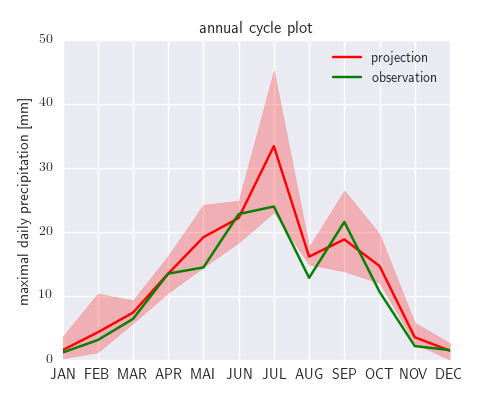 annual cycle plot
projection
observation
maximal daily precipitation [mm]
50
40
30
20
10
0
JAN FEB MAR APR MAI JUN JUL AUG SEP OCT NOV DEC